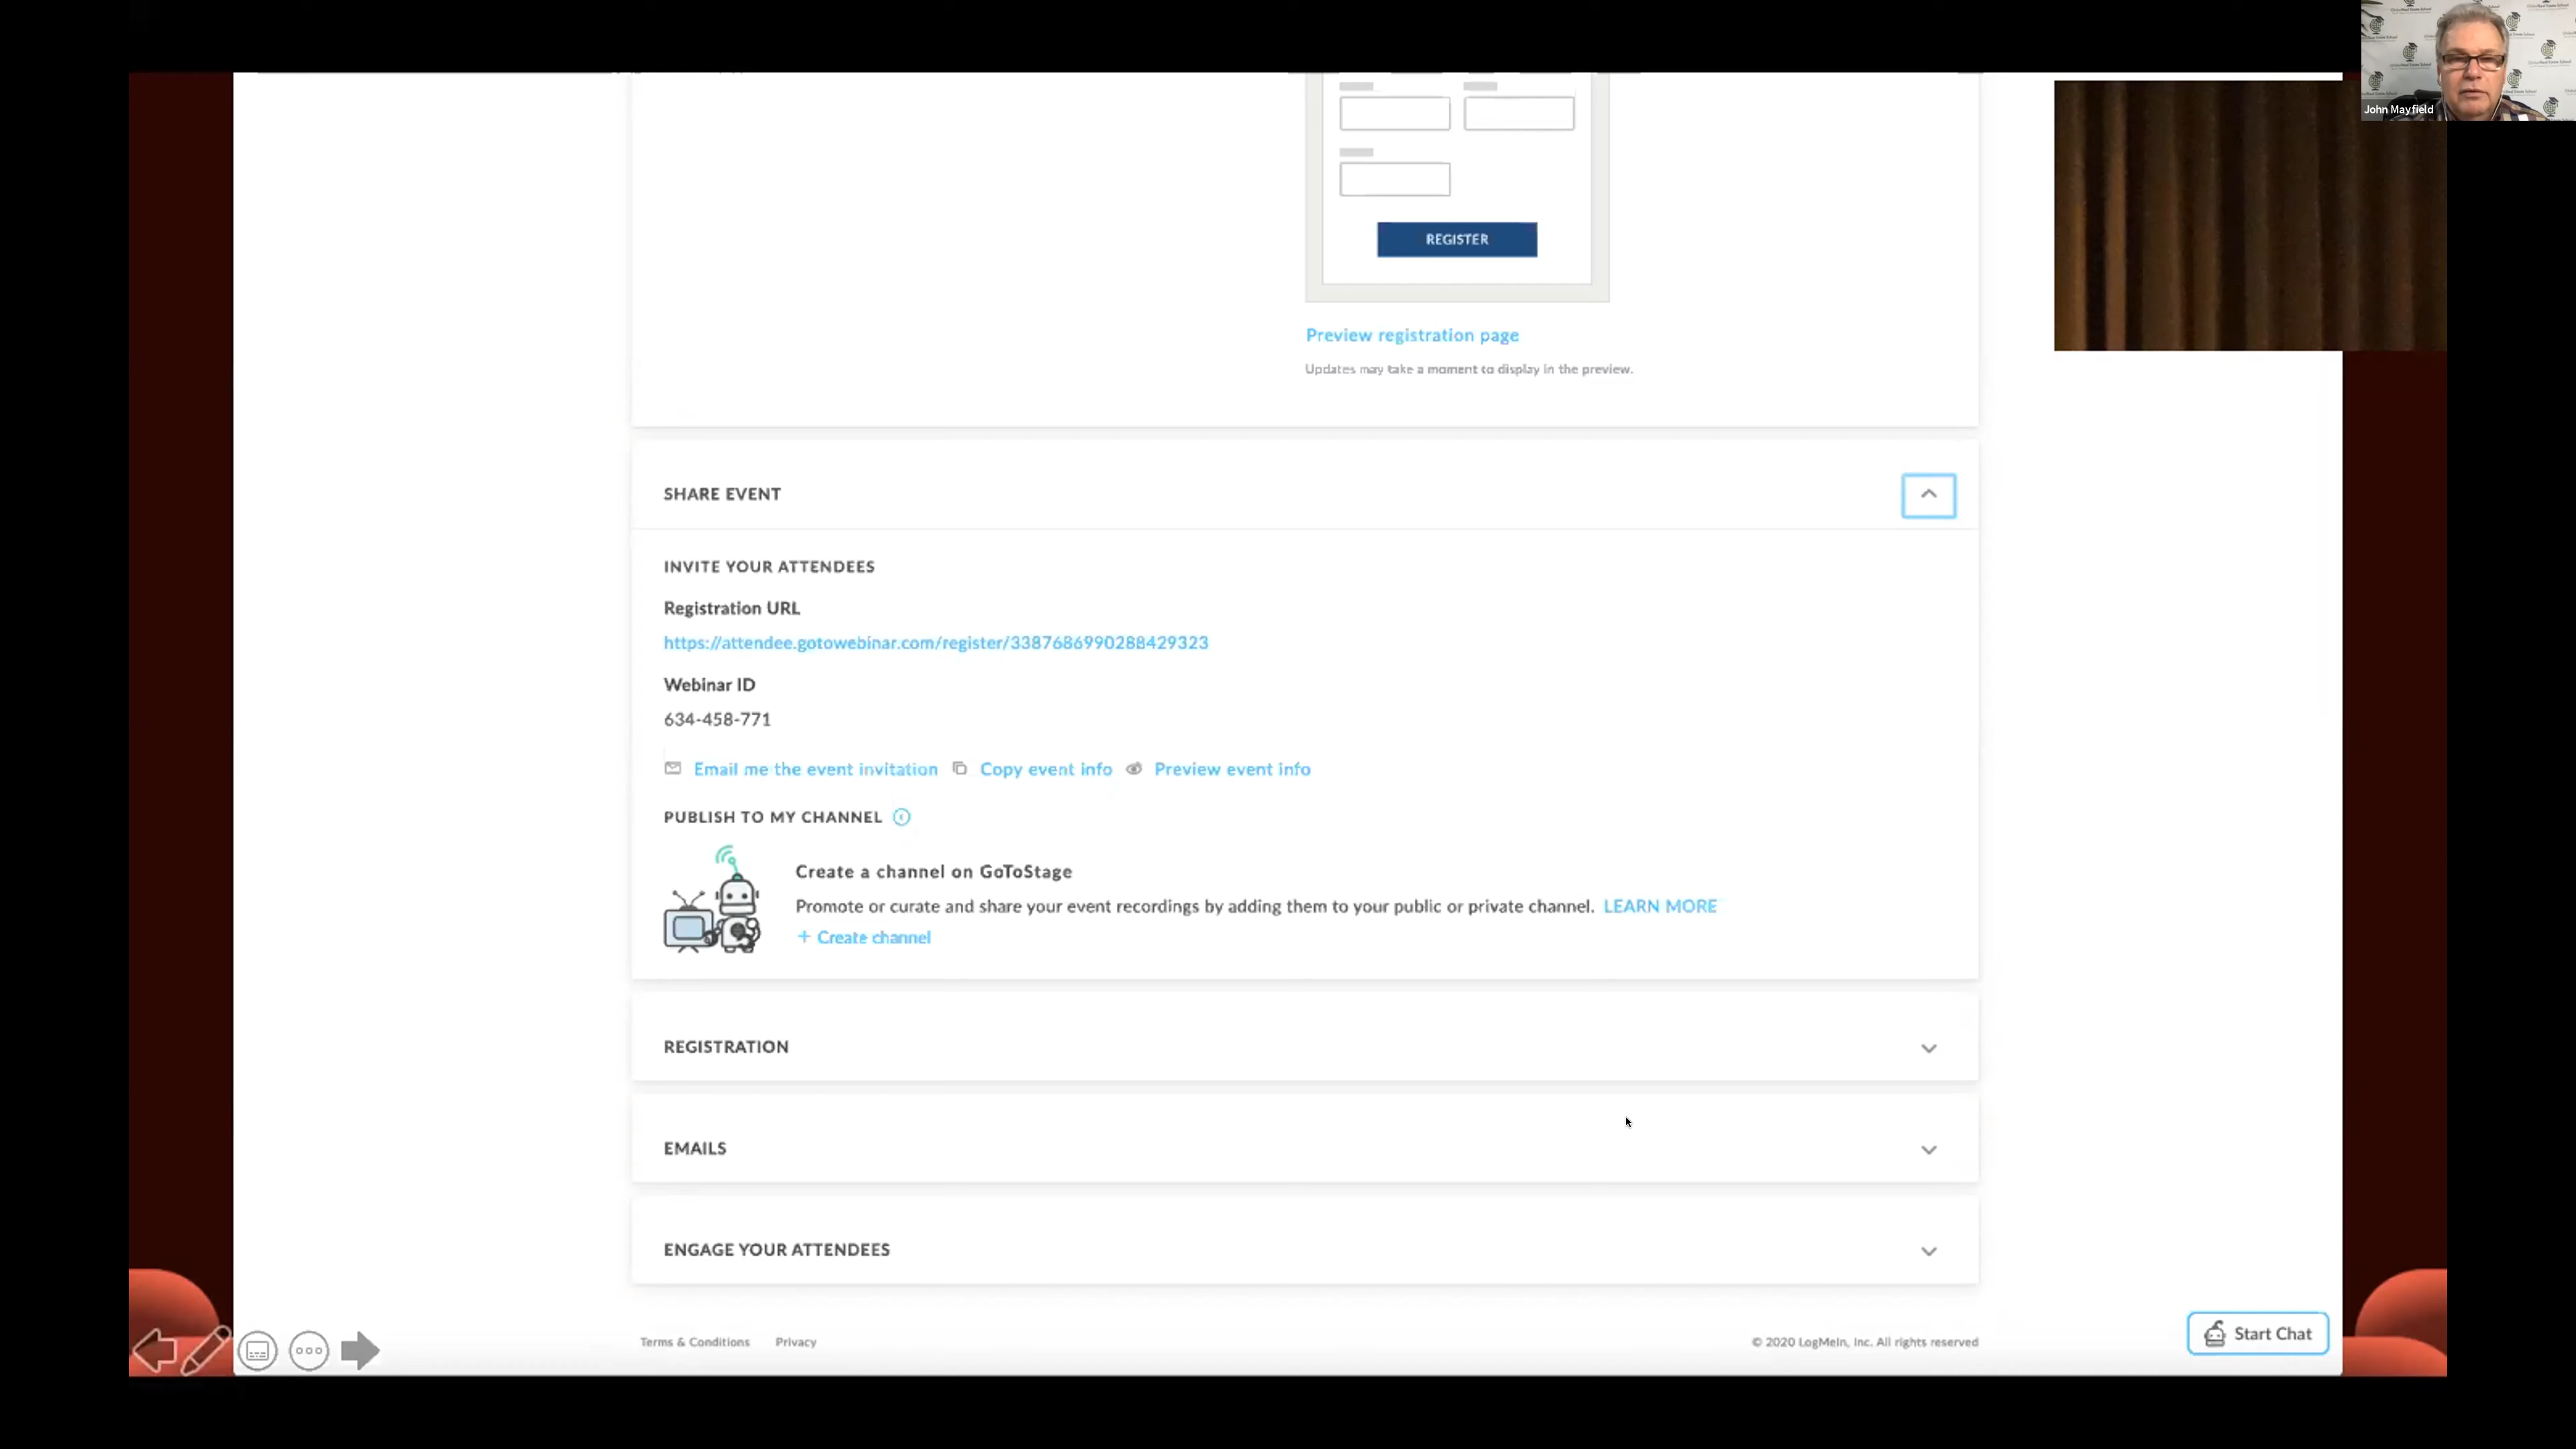 John Mayfield
REGISTER
Preview registration page
Updates may take a moment to display in the preview.
SHARE EVENT
INVITE YOUR ATTENDEES
Registration URL
https://attendee.gotowebinar.com/register/3387686990288429323
Webinar ID
634-458-771
Email me the event invitation Copy event info Preview event info
PUBLISH TO MY CHANNEL
Create a channel on GoToStage
Promote or curate and share your event recordings by adding them to your public or private channel. LEARN MORE
+ Create channel
REGISTRATION
EMAILS
ENGAGE YOUR ATTENDEES
Terms & Conditions Privacy
© 2020 LogMeIn, Inc. All rights reserved
Start Chat